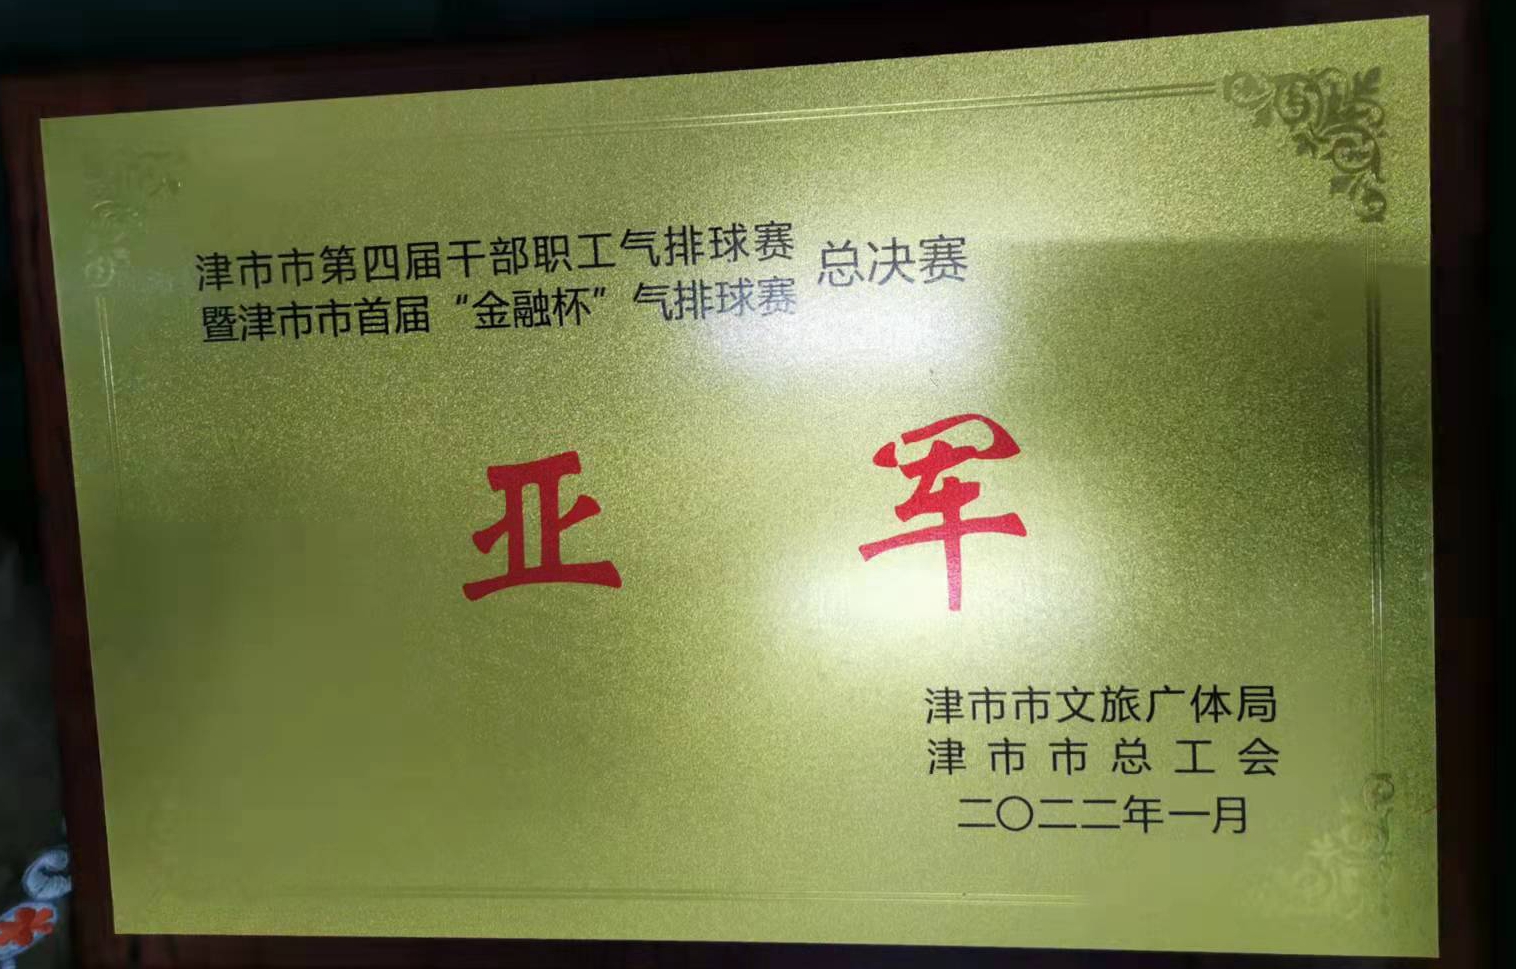 津市市第四届干部职工气排球赛
暨津市市首届“金融杯”气排球赛
总决赛
亚军
津市市文旅广体局
津市市总工会
二〇二二年一月